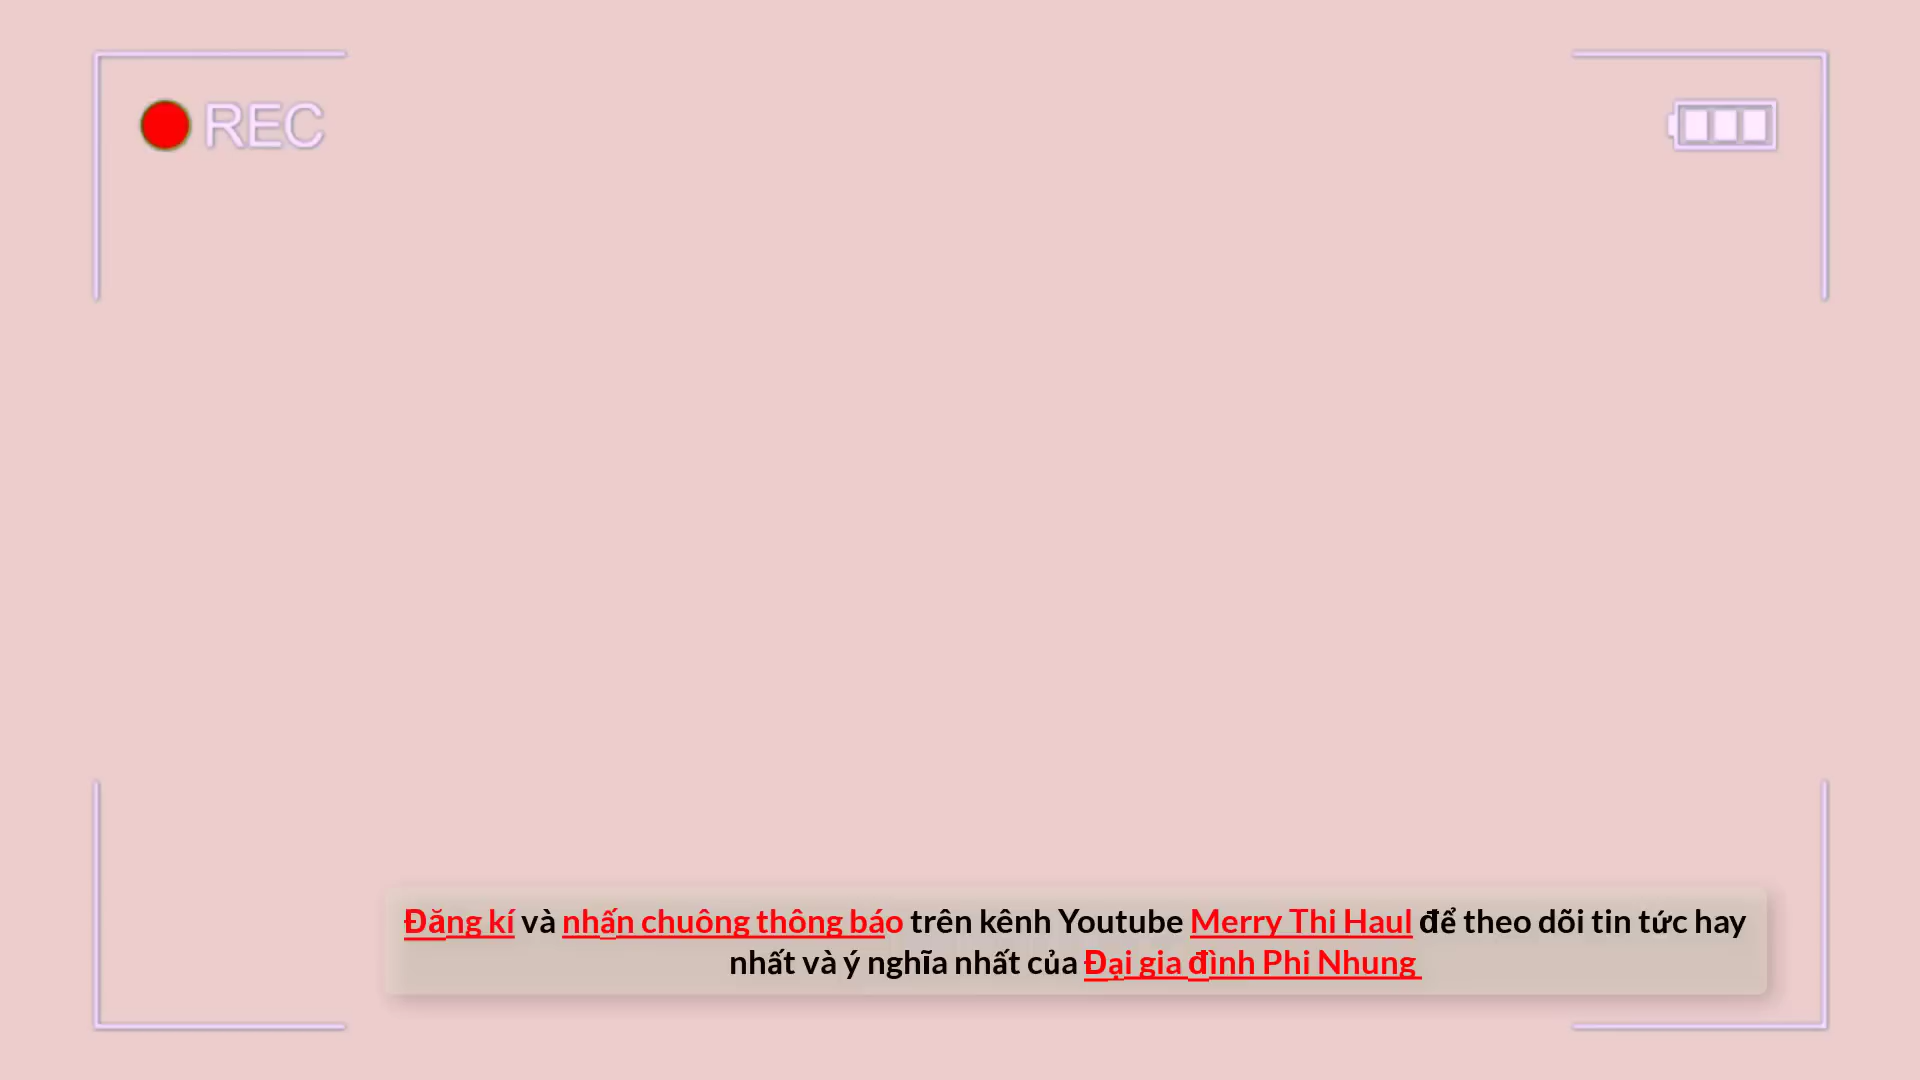 REC
Đăng kí và nhấn chuông thông báo trên kênh Youtube Merry Thi Haul để theo dõi tin tức hay
nhất và ý nghĩa nhất của Đại gia đình Phi Nhung